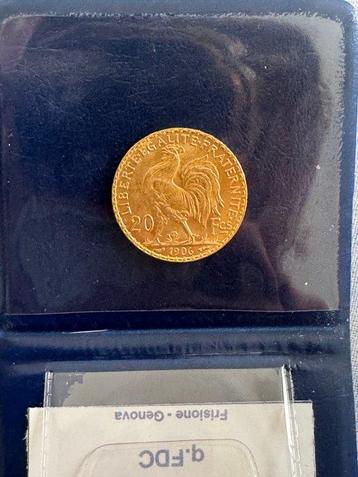 LIBERTE·EGALITE·FRATERNITE
20 Fcs
1906
Frisione - Genova
q.FDC